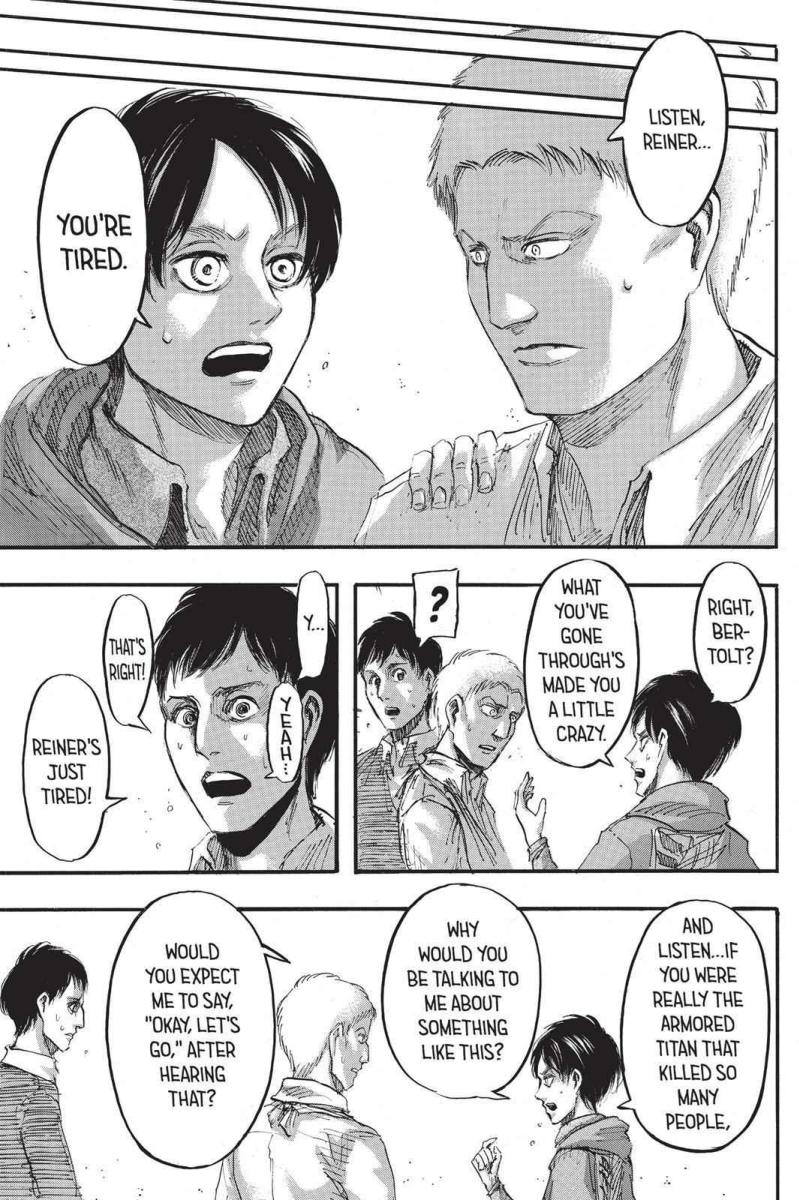 LISTEN,
REINER...
YOU'RE
TIRED.
RIGHT,
BER-
TOLT?
WHAT
YOU'VE
GONE
THROUGH'S
MADE YOU
A LITTLE
CRAZY.
?
Y...
YEAH...
THAT'S
RIGHT!
REINER'S
JUST
TIRED!
AND
LISTEN...IF
YOU WERE
REALLY THE
ARMORED
TITAN THAT
KILLED SO
MANY
PEOPLE,
WHY
WOULD YOU
BE TALKING TO
ME ABOUT
SOMETHING
LIKE THIS?
WOULD
YOU EXPECT
ME TO SAY,
"OKAY, LET'S
GO," AFTER
HEARING
THAT?